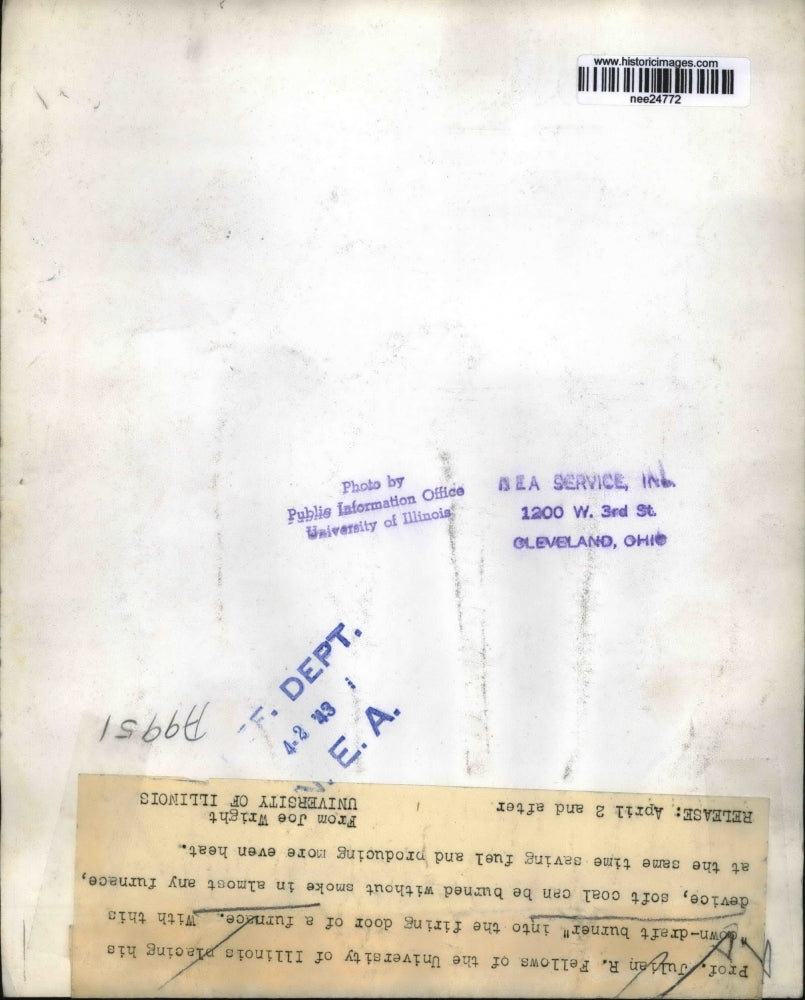 www.historicimages.com
nee24772
Photo by
Public Information Office
University of Illinois
NEA SERVICE, INC.
1200 W. 3rd St.
CLEVELAND, OHIO
F. DEPT.
4-2 '43
N. E. A.
A9951
Prof. Julian R. Fellows of the University of Illinois placing his
"down-draft burner" into the firing door of a furnace. With this
device, soft coal can be burned without smoke in almost any furnace,
at the same time saving fuel and producing more even heat.
From Joe Wright
RELEASE: April 2 and after UNIVERSITY OF ILLINOIS